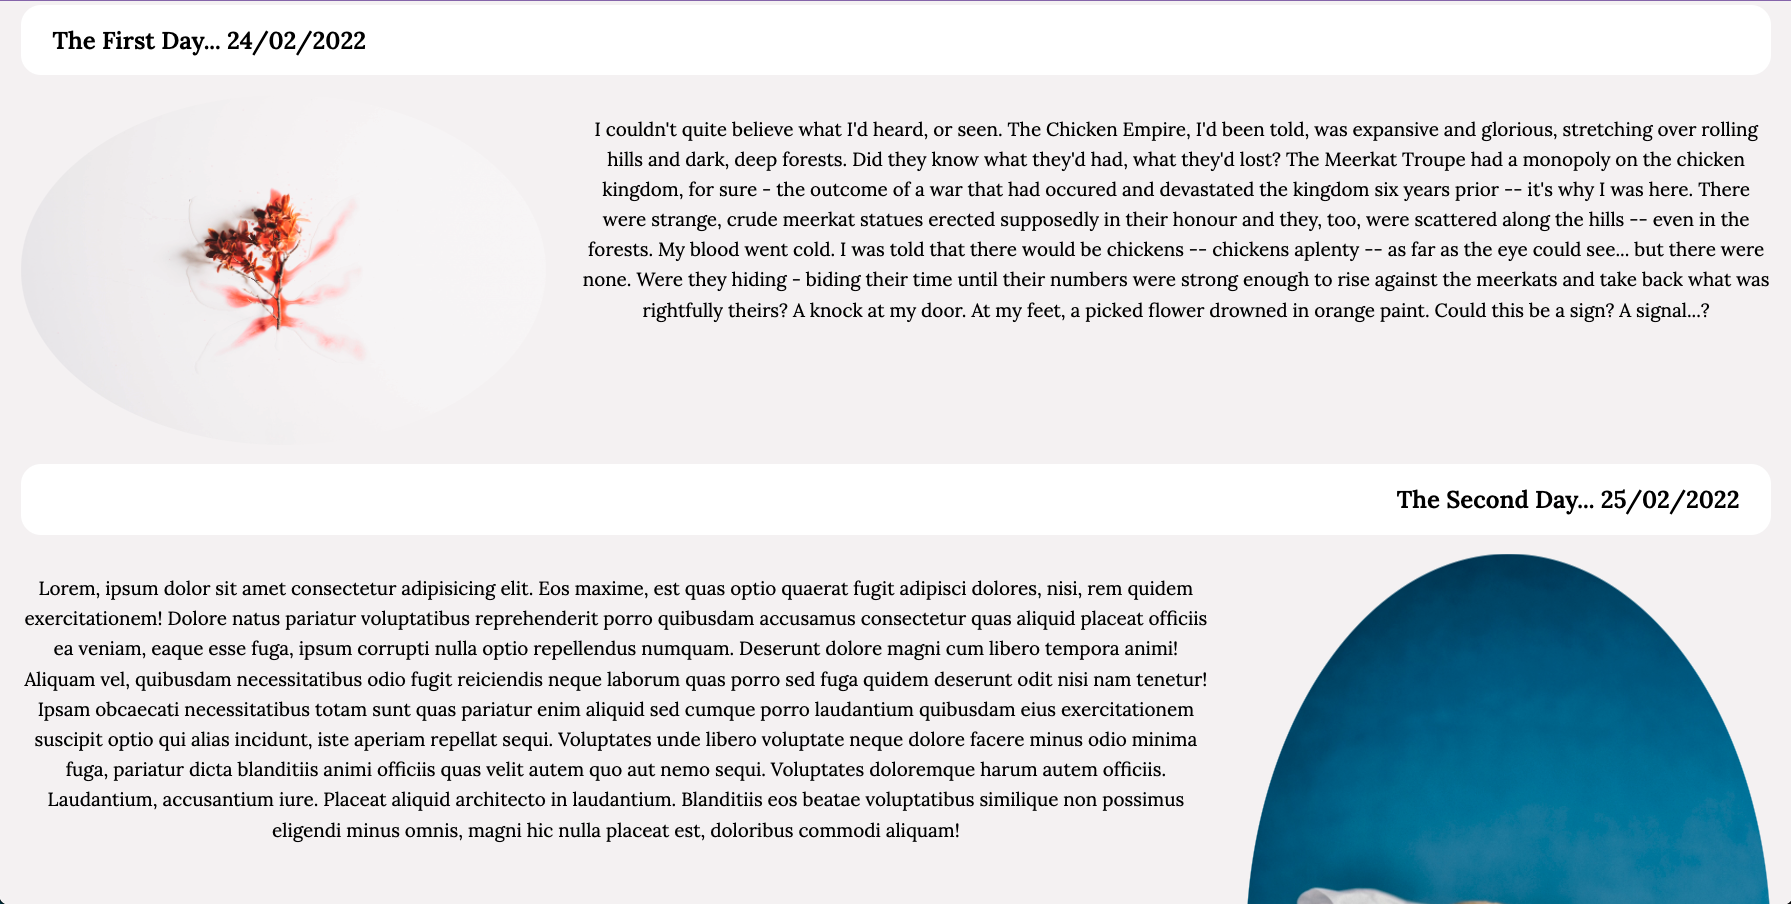 The First Day... 24/02/2022
I couldn't quite believe what I'd heard, or seen. The Chicken Empire, I'd been told, was expansive and glorious, stretching over rolling
hills and dark, deep forests. Did they know what they'd had, what they'd lost? The Meerkat Troupe had a monopoly on the chicken
kingdom, for sure - the outcome of a war that had occured and devastated the kingdom six years prior -- it's why I was here. There
were strange, crude meerkat statues erected supposedly in their honour and they, too, were scattered along the hills -- even in the
forests. My blood went cold. I was told that there would be chickens -- chickens aplenty -- as far as the eye could see... but there were
none. Were they hiding - biding their time until their numbers were strong enough to rise against the meerkats and take back what was
rightfully theirs? A knock at my door. At my feet, a picked flower drowned in orange paint. Could this be a sign? A signal...?
The Second Day... 25/02/2022
Lorem, ipsum dolor sit amet consectetur adipisicing elit. Eos maxime, est quas optio quaerat fugit adipisci dolores, nisi, rem quidem
exercitationem! Dolore natus pariatur voluptatibus reprehenderit porro quibusdam accusamus consectetur quas aliquid placeat officiis
ea veniam, eaque esse fuga, ipsum corrupti nulla optio repellendus numquam. Deserunt dolore magni cum libero tempora animi!
Aliquam vel, quibusdam necessitatibus odio fugit reiciendis neque laborum quas porro sed fuga quidem deserunt odit nisi nam tenetur!
Ipsam obcaecati necessitatibus totam sunt quas pariatur enim aliquid sed cumque porro laudantium quibusdam eius exercitationem
suscipit optio qui alias incidunt, iste aperiam repellat sequi. Voluptates unde libero voluptate neque dolore facere minus odio minima
fuga, pariatur dicta blanditiis animi officiis quas velit autem quo aut nemo sequi. Voluptates doloremque harum autem officiis.
Laudantium, accusantium iure. Placeat aliquid architecto in laudantium. Blanditiis eos beatae voluptatibus similique non possimus
eligendi minus omnis, magni hic nulla placeat est, doloribus commodi aliquam!